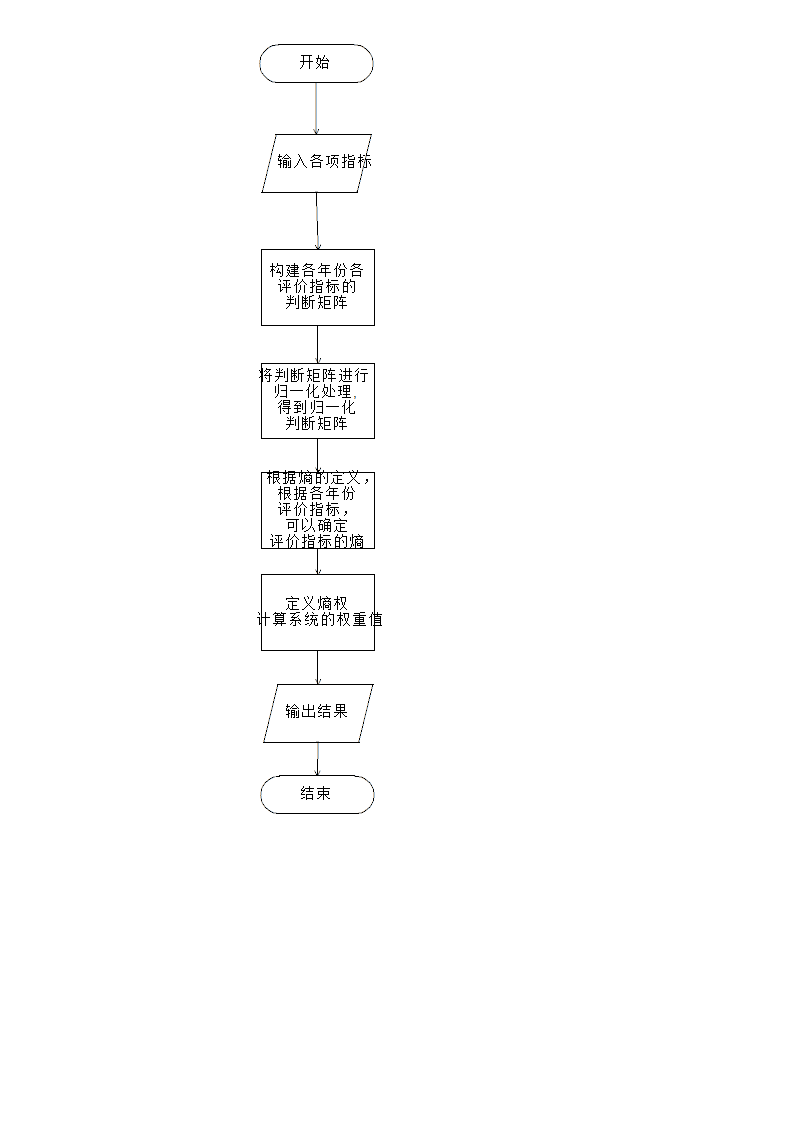 开始
输入各项指标
构建各年份各
评价指标的
判断矩阵
将判断矩阵进行
归一化处理,
得到归一化
判断矩阵
根据熵的定义，
根据各年份
评价指标，
可以确定
评价指标的熵
定义熵权
计算系统的权重值
输出结果
结束